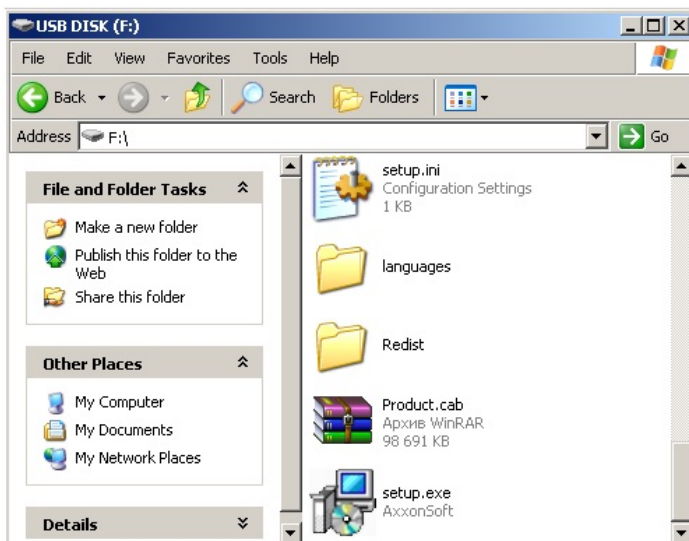 USB DISK (F:)
File Edit View Favorites Tools Help
Back Search Folders
Address F:\ Go
File and Folder Tasks
Make a new folder
Publish this folder to the
Web
Share this folder
Other Places
My Computer
My Documents
My Network Places
Details
setup.ini
Configuration Settings
1 KB
languages
Redist
Product.cab
Архив WinRAR
98 691 KB
setup.exe
AxxonSoft